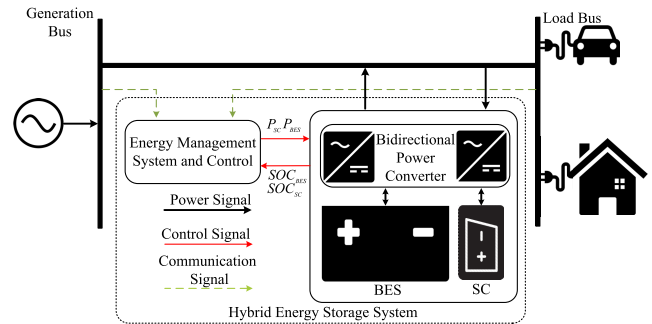 Generation
Bus
Load Bus
Energy Management
System and Control
P_SC P_BES
SOC_BES
SOC_SC
Bidirectional
Power
Converter
Power Signal
Control Signal
Communication
Signal
BES
SC
Hybrid Energy Storage System